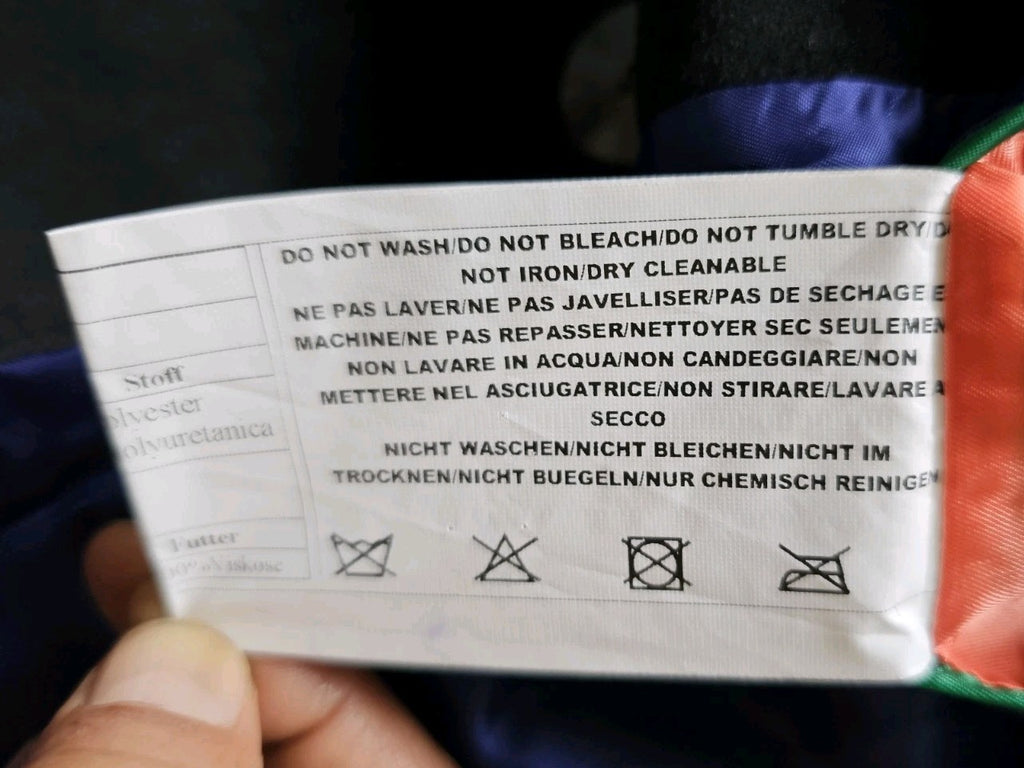 DO NOT WASH/DO NOT BLEACH/DO NOT TUMBLE DRY/D
NOT IRON/DRY CLEANABLE
NE PAS LAVER/NE PAS JAVELLISER/PAS DE SECHAGE E
MACHINE/NE PAS REPASSER/NETTOYER SEC SEULEMEN
NON LAVARE IN ACQUA/NON CANDEGGIARE/NON
METTERE NEL ASCIUGATRICE/NON STIRARE/LAVARE A
SECCO
NICHT WASCHEN/NICHT BLEICHEN/NICHT IM
TROCKNEN/NICHT BUEGELN/NUR CHEMISCH REINIGEN
Stoff
olyester
olyuretanica
Futter